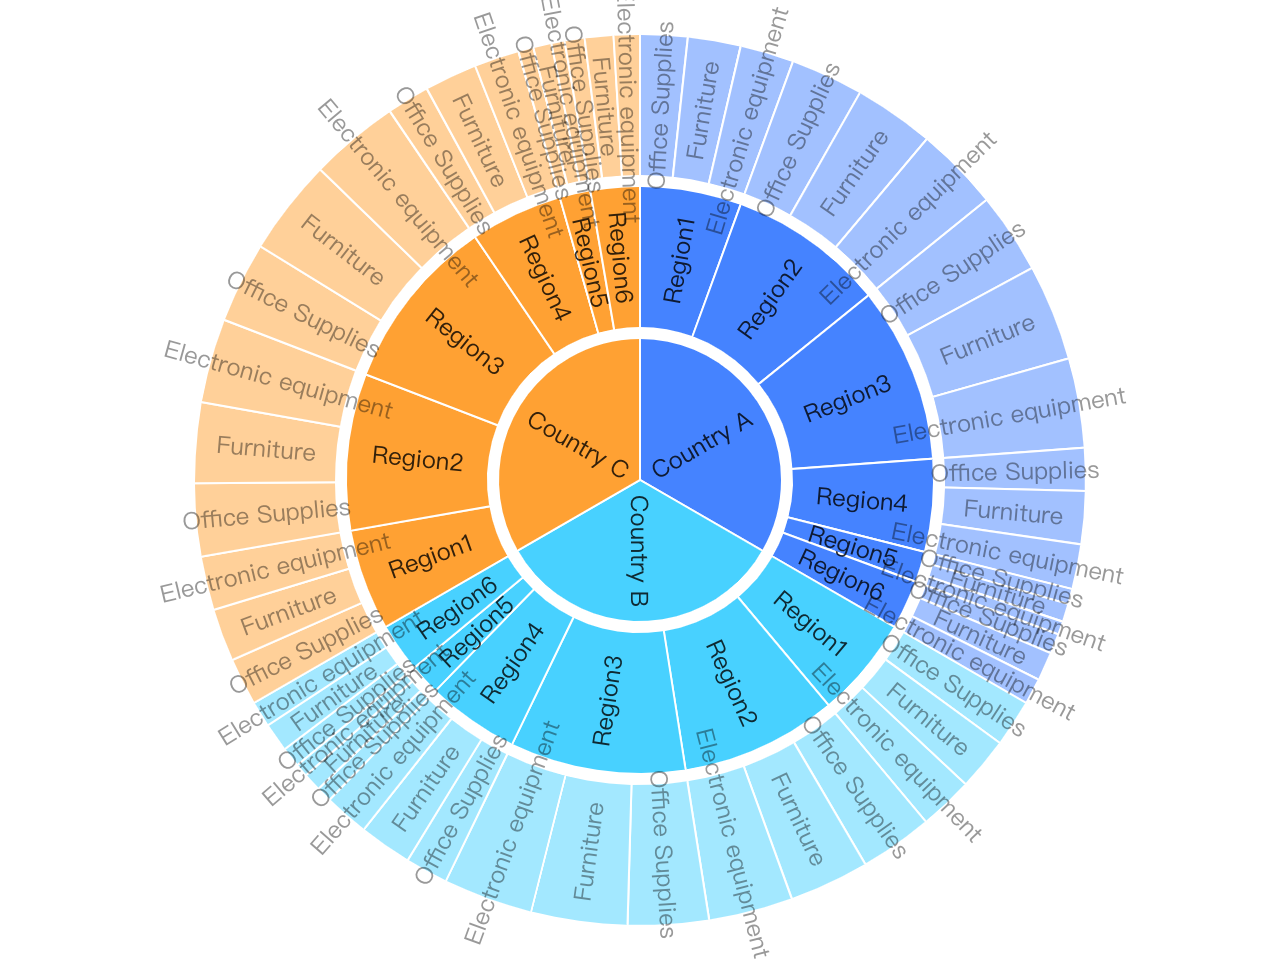 Country A
Region1
Office Supplies
Furniture
Electronic equipment
Region2
Office Supplies
Furniture
Electronic equipment
Region3
Office Supplies
Furniture
Electronic equipment
Region4
Office Supplies
Furniture
Electronic equipment
Region5
Office Supplies
Furniture
Electronic equipment
Region6
Office Supplies
Furniture
Electronic equipment
Country B
Region1
Office Supplies
Furniture
Electronic equipment
Region2
Office Supplies
Furniture
Electronic equipment
Region3
Office Supplies
Furniture
Electronic equipment
Region4
Office Supplies
Furniture
Electronic equipment
Region5
Office Supplies
Furniture
Electronic equipment
Region6
Office Supplies
Furniture
Electronic equipment
Country C
Region1
Office Supplies
Furniture
Electronic equipment
Region2
Office Supplies
Furniture
Electronic equipment
Region3
Office Supplies
Furniture
Electronic equipment
Region4
Office Supplies
Furniture
Electronic equipment
Region5
Office Supplies
Furniture
Electronic equipment
Region6
Office Supplies
Furniture
Electronic equipment